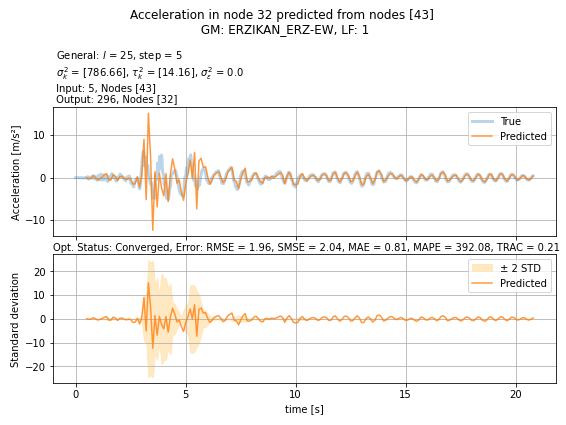 Acceleration in node 32 predicted from nodes [43]
GM: ERZIKAN_ERZ-EW, LF: 1
General: l = 25, step = 5
σ²ₖ = [786.66], τ²ₖ = [14.16], σ²ε = 0.0
Input: 5, Nodes [43]
Output: 296, Nodes [32]
Acceleration [m/s²]
10
0
−10
True
Predicted
Opt. Status: Converged, Error: RMSE = 1.96, SMSE = 2.04, MAE = 0.81, MAPE = 392.08, TRAC = 0.21
Standard deviation
20
10
0
−10
−20
± 2 STD
Predicted
0 5 10 15 20
time [s]